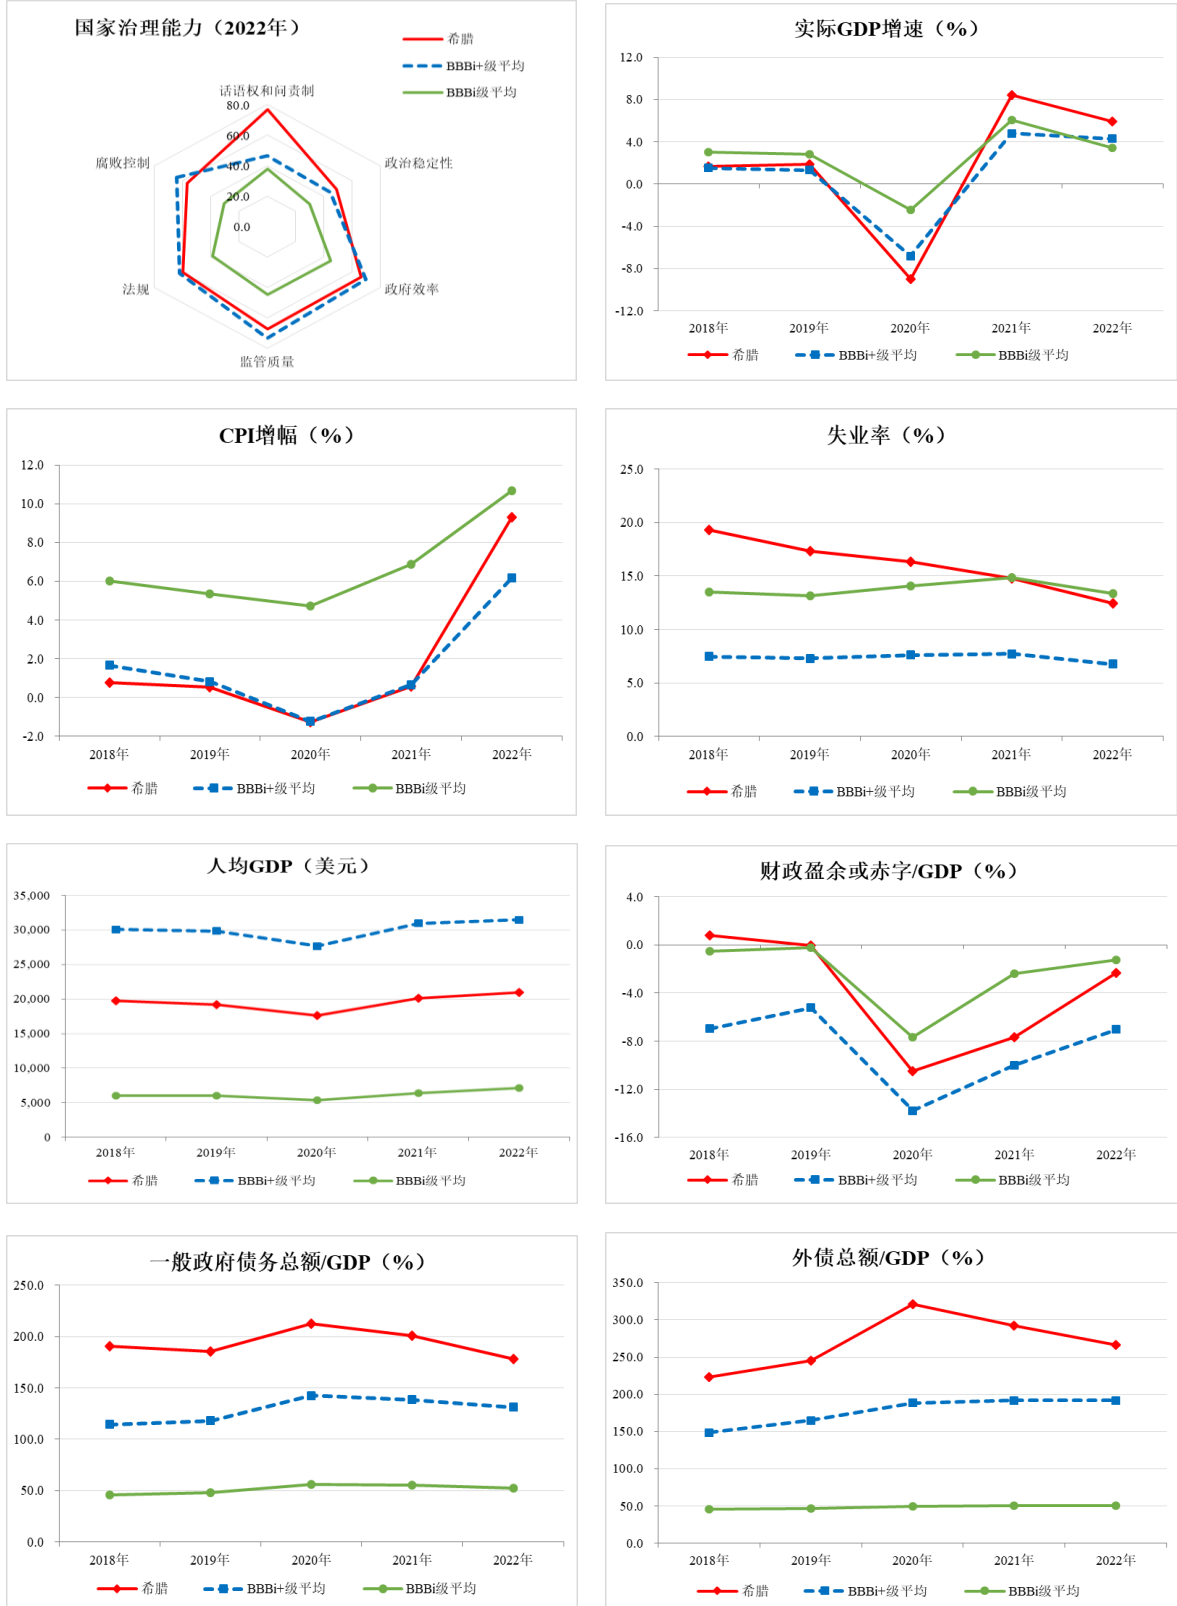 国家治理能力（2022年）
希腊
BBBi+级平均
BBBi级平均
话语权和问责制
80.0
60.0
40.0
20.0
0.0
腐败控制
政治稳定性
法规
政府效率
监管质量
实际GDP增速（%）
12.0
8.0
4.0
0.0
-4.0
-8.0
-12.0
2018年 2019年 2020年 2021年 2022年
希腊 BBBi+级平均 BBBi级平均
CPI增幅（%）
12.0
10.0
8.0
6.0
4.0
2.0
0.0
-2.0
2018年 2019年 2020年 2021年 2022年
希腊 BBBi+级平均 BBBi级平均
失业率（%）
25.0
20.0
15.0
10.0
5.0
0.0
2018年 2019年 2020年 2021年 2022年
希腊 BBBi+级平均 BBBi级平均
人均GDP（美元）
35,000
30,000
25,000
20,000
15,000
10,000
5,000
0
2018年 2019年 2020年 2021年 2022年
希腊 BBBi+级平均 BBBi级平均
财政盈余或赤字/GDP（%）
4.0
0.0
-4.0
-8.0
-12.0
-16.0
2018年 2019年 2020年 2021年 2022年
希腊 BBBi+级平均 BBBi级平均
一般政府债务总额/GDP（%）
250.0
200.0
150.0
100.0
50.0
0.0
2018年 2019年 2020年 2021年 2022年
希腊 BBBi+级平均 BBBi级平均
外债总额/GDP（%）
350.0
300.0
250.0
200.0
150.0
100.0
50.0
0.0
2018年 2019年 2020年 2021年 2022年
希腊 BBBi+级平均 BBBi级平均